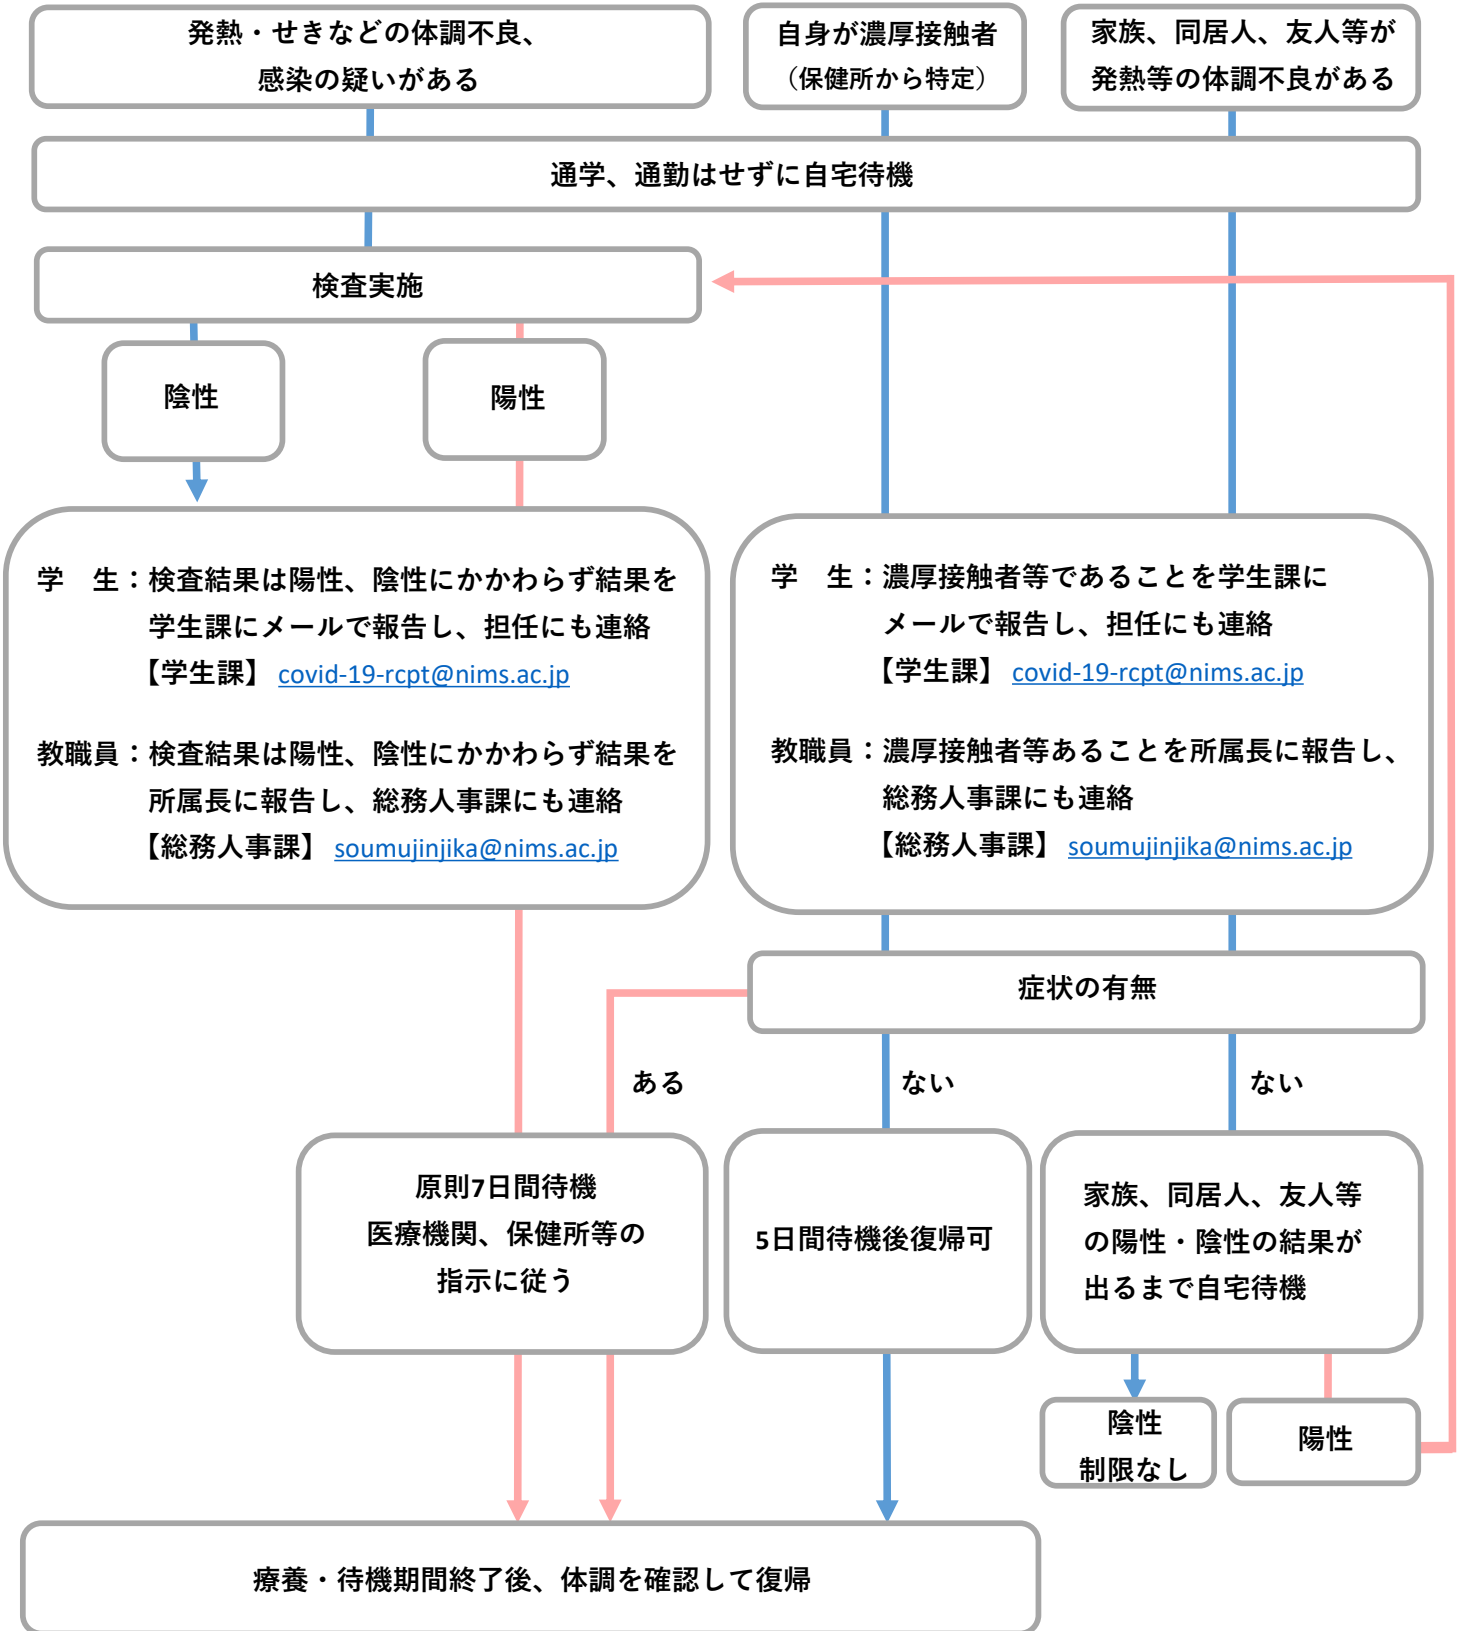 発熱・せきなどの体調不良、
感染の疑いがある
自身が濃厚接触者
（保健所から特定）
家族、同居人、友人等が
発熱等の体調不良がある
通学、通勤はせずに自宅待機
検査実施
陰性
陽性
学　生：検査結果は陽性、陰性にかかわらず結果を
学生課にメールで報告し、担任にも連絡
【学生課】 covid-19-rcpt@nims.ac.jp
教職員：検査結果は陽性、陰性にかかわらず結果を
所属長に報告し、総務人事課にも連絡
【総務人事課】 soumujinjika@nims.ac.jp
学　生：濃厚接触者等であることを学生課に
メールで報告し、担任にも連絡
【学生課】 covid-19-rcpt@nims.ac.jp
教職員：濃厚接触者等あることを所属長に報告し、
総務人事課にも連絡
【総務人事課】 soumujinjika@nims.ac.jp
症状の有無
ある
ない
ない
原則7日間待機
医療機関、保健所等の
指示に従う
5日間待機後復帰可
家族、同居人、友人等
の陽性・陰性の結果が
出るまで自宅待機
陰性
制限なし
陽性
療養・待機期間終了後、体調を確認して復帰